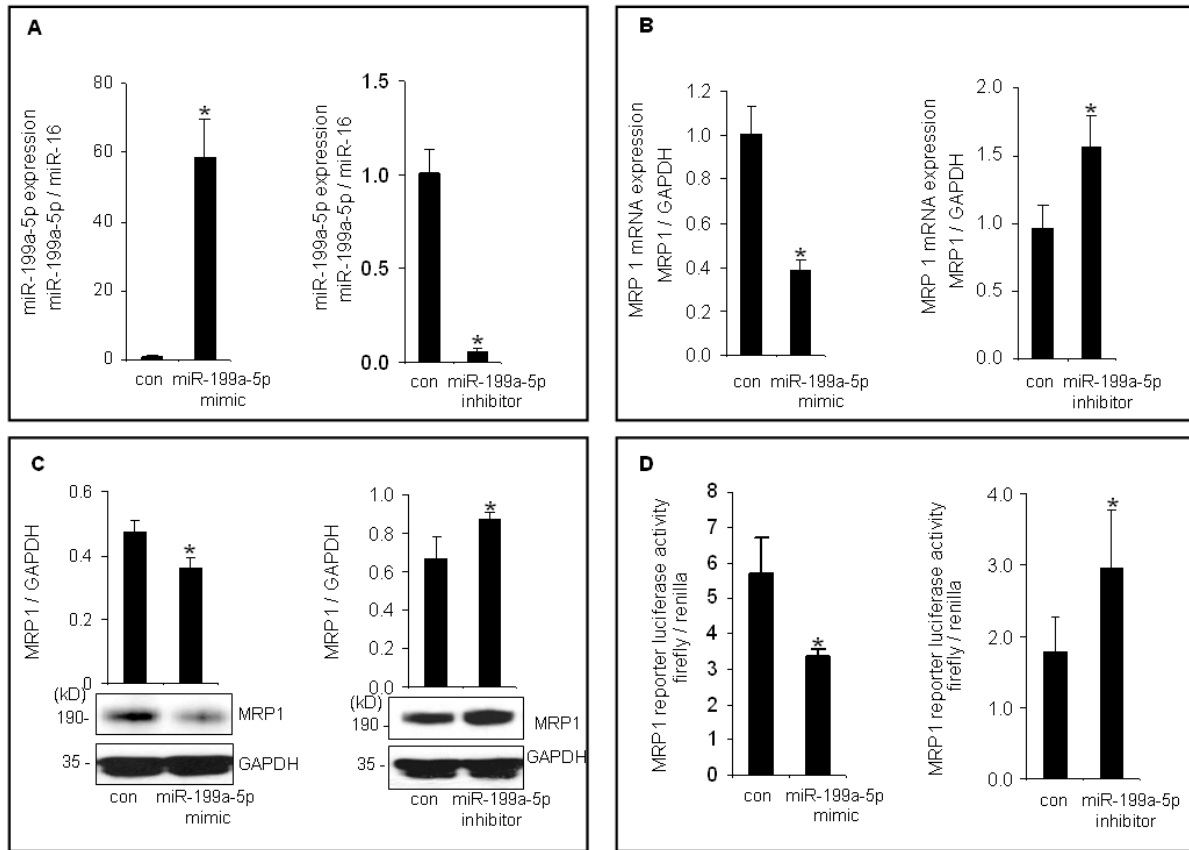 A
miR-199a-5p expression
miR-199a-5p / miR-16
80
60
40
20
0
*
con
miR-199a-5p
mimic
miR-199a-5p expression
miR-199a-5p / miR-16
1.5
1.0
0.5
0.0
*
con
miR-199a-5p
inhibitor
B
MRP 1 mRNA expression
MRP1 / GAPDH
1.2
1.0
0.8
0.6
0.4
0.2
0.0
*
con
miR-199a-5p
mimic
MRP 1 mRNA expression
MRP1 / GAPDH
2.0
1.5
1.0
0.5
0.0
*
con
miR-199a-5p
inhibitor
C
MRP1 / GAPDH
0.6
0.4
0.2
0
*
(kD)
190-
MRP1
35 -
GAPDH
con
miR-199a-5p
mimic
MRP1 / GAPDH
1.0
0.8
0.6
0.4
0.2
0.0
*
(kD)
190-
MRP1
35 -
GAPDH
con
miR-199a-5p
inhibitor
D
MRP1 reporter luciferase activity
firefly / renilla
8
7
6
5
4
3
2
1
0
*
con
miR-199a-5p
mimic
MRP1 reporter luciferase activity
firefly / renilla
4.0
3.0
2.0
1.0
0.0
*
con
miR-199a-5p
inhibitor